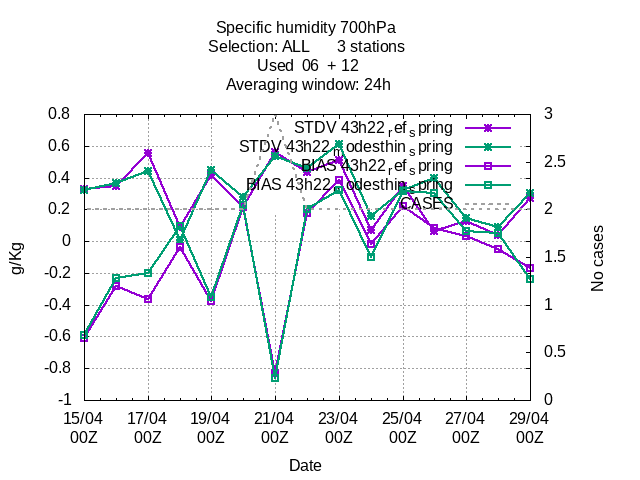 Specific humidity 700hPa
Selection: ALL 3 stations
Used 06 + 12
Averaging window: 24h
STDV 43h22_ref_spring
STDV 43h22_modesthin_spring
BIAS 43h22_ref_spring
BIAS 43h22_modesthin_spring
CASES
0.8
0.6
0.4
0.2
0
-0.2
-0.4
-0.6
-0.8
-1
g/Kg
3
2.5
2
1.5
1
0.5
0
No cases
15/04 17/04 19/04 21/04 23/04 25/04 27/04 29/04
00Z 00Z 00Z 00Z 00Z 00Z 00Z 00Z
Date